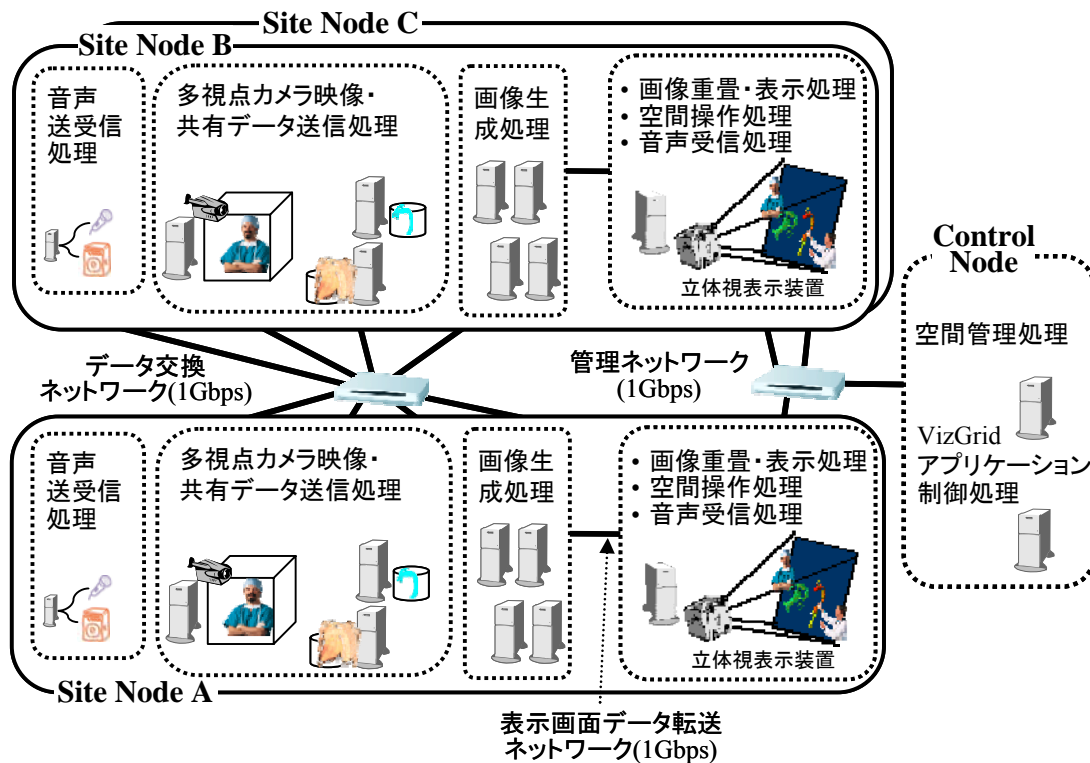 Site Node C
Site Node B
音声
送受信
処理
多視点カメラ映像・
共有データ送信処理
画像生
成処理
• 画像重畳・表示処理
• 空間操作処理
• 音声受信処理
立体視表示装置
Control
Node
空間管理処理
VizGrid
アプリケーション
制御処理
データ交換
ネットワーク(1Gbps)
管理ネットワーク
(1Gbps)
音声
送受信
処理
多視点カメラ映像・
共有データ送信処理
画像生
成処理
• 画像重畳・表示処理
• 空間操作処理
• 音声受信処理
立体視表示装置
Site Node A
表示画面データ転送
ネットワーク(1Gbps)